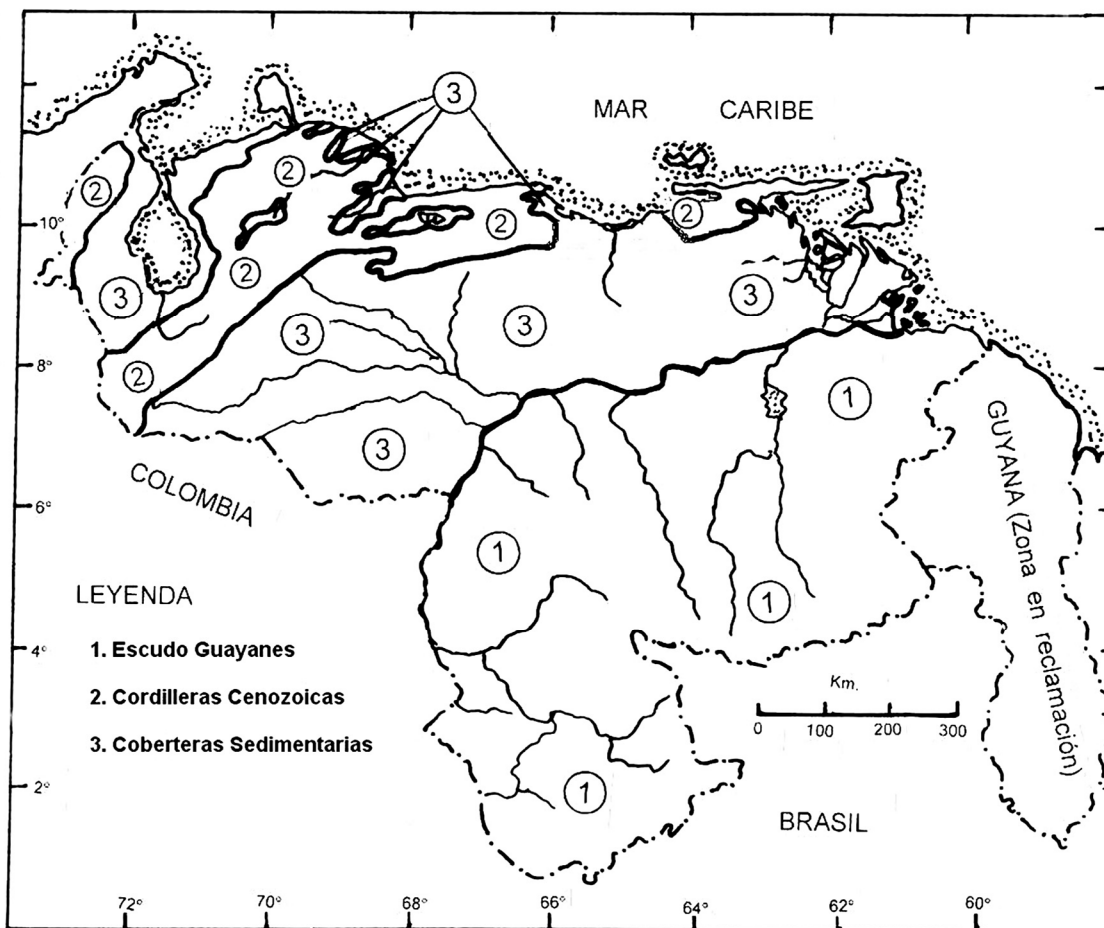 3
MAR CARIBE
2
2
2
2
10°
2
3
3
3
3
8°
2
1
3
COLOMBIA
GUYANA (Zona en reclamación)
6°
1
LEYENDA
1
1. Escudo Guayanes
4°
2. Cordilleras Cenozoicas
Km.
0 100 200 300
3. Coberteras Sedimentarias
2°
1
BRASIL
72° 70° 68° 66° 64° 62° 60°